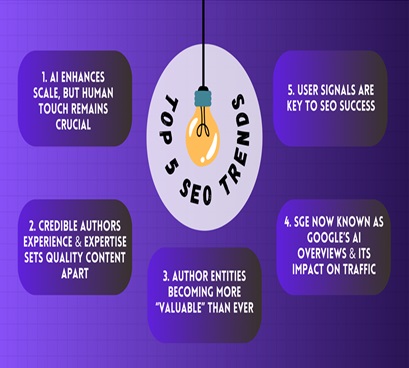 TOP 5 SEO TRENDS
1. AI ENHANCES
SCALE, BUT HUMAN
TOUCH REMAINS
CRUCIAL
2. CREDIBLE AUTHORS
EXPERIENCE & EXPERTISE
SETS QUALITY CONTENT
APART
3. AUTHOR ENTITIES
BECOMING MORE
"VALUABLE" THAN EVER
4. SGE NOW KNOWN AS
GOOGLE'S AI
OVERVIEWS & ITS
IMPACT ON TRAFFIC
5. USER SIGNALS ARE
KEY TO SEO SUCCESS